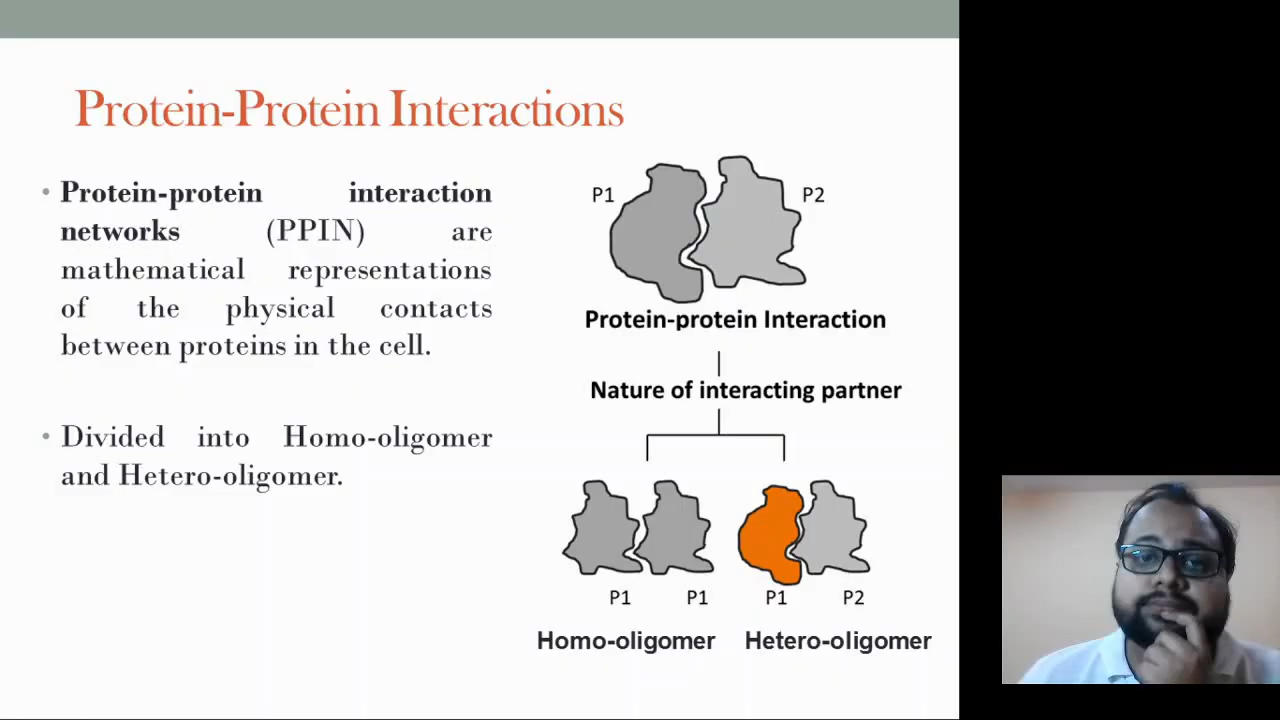 Protein-Protein Interactions
• Protein-protein interaction
networks (PPIN) are
mathematical representations
of the physical contacts
between proteins in the cell.
• Divided into Homo-oligomer
and Hetero-oligomer.
P1 P2
Protein-protein Interaction
Nature of interacting partner
P1 P1 P1 P2
Homo-oligomer Hetero-oligomer